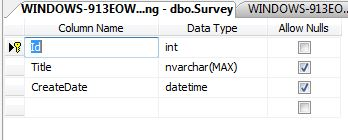 WINDOWS-913EOW...ng - dbo.Survey
WINDOWS-913EO...
Column Name Data Type Allow Nulls
Id int
Title nvarchar(MAX)
CreateDate datetime